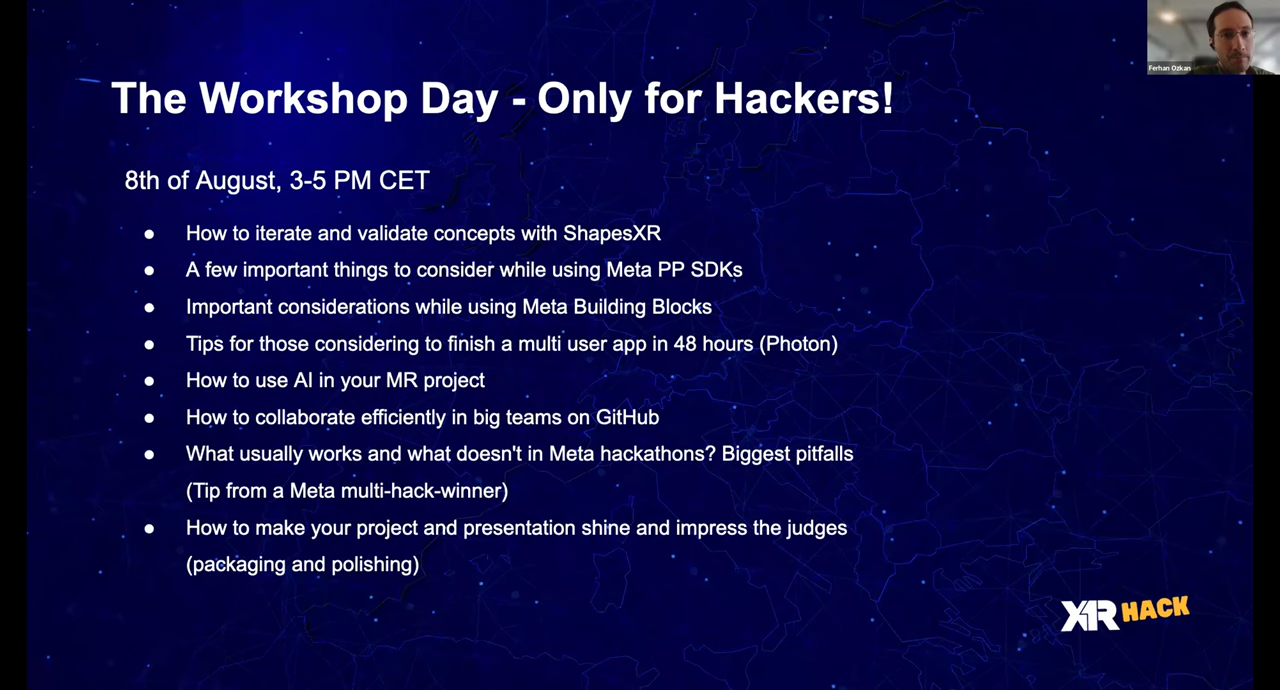 Ferhan Ozkan
The Workshop Day - Only for Hackers!
8th of August, 3-5 PM CET
● How to iterate and validate concepts with ShapesXR
● A few important things to consider while using Meta PP SDKs
● Important considerations while using Meta Building Blocks
● Tips for those considering to finish a multi user app in 48 hours (Photon)
● How to use AI in your MR project
● How to collaborate efficiently in big teams on GitHub
● What usually works and what doesn't in Meta hackathons? Biggest pitfalls
(Tip from a Meta multi-hack-winner)
● How to make your project and presentation shine and impress the judges
(packaging and polishing)
XR HACK